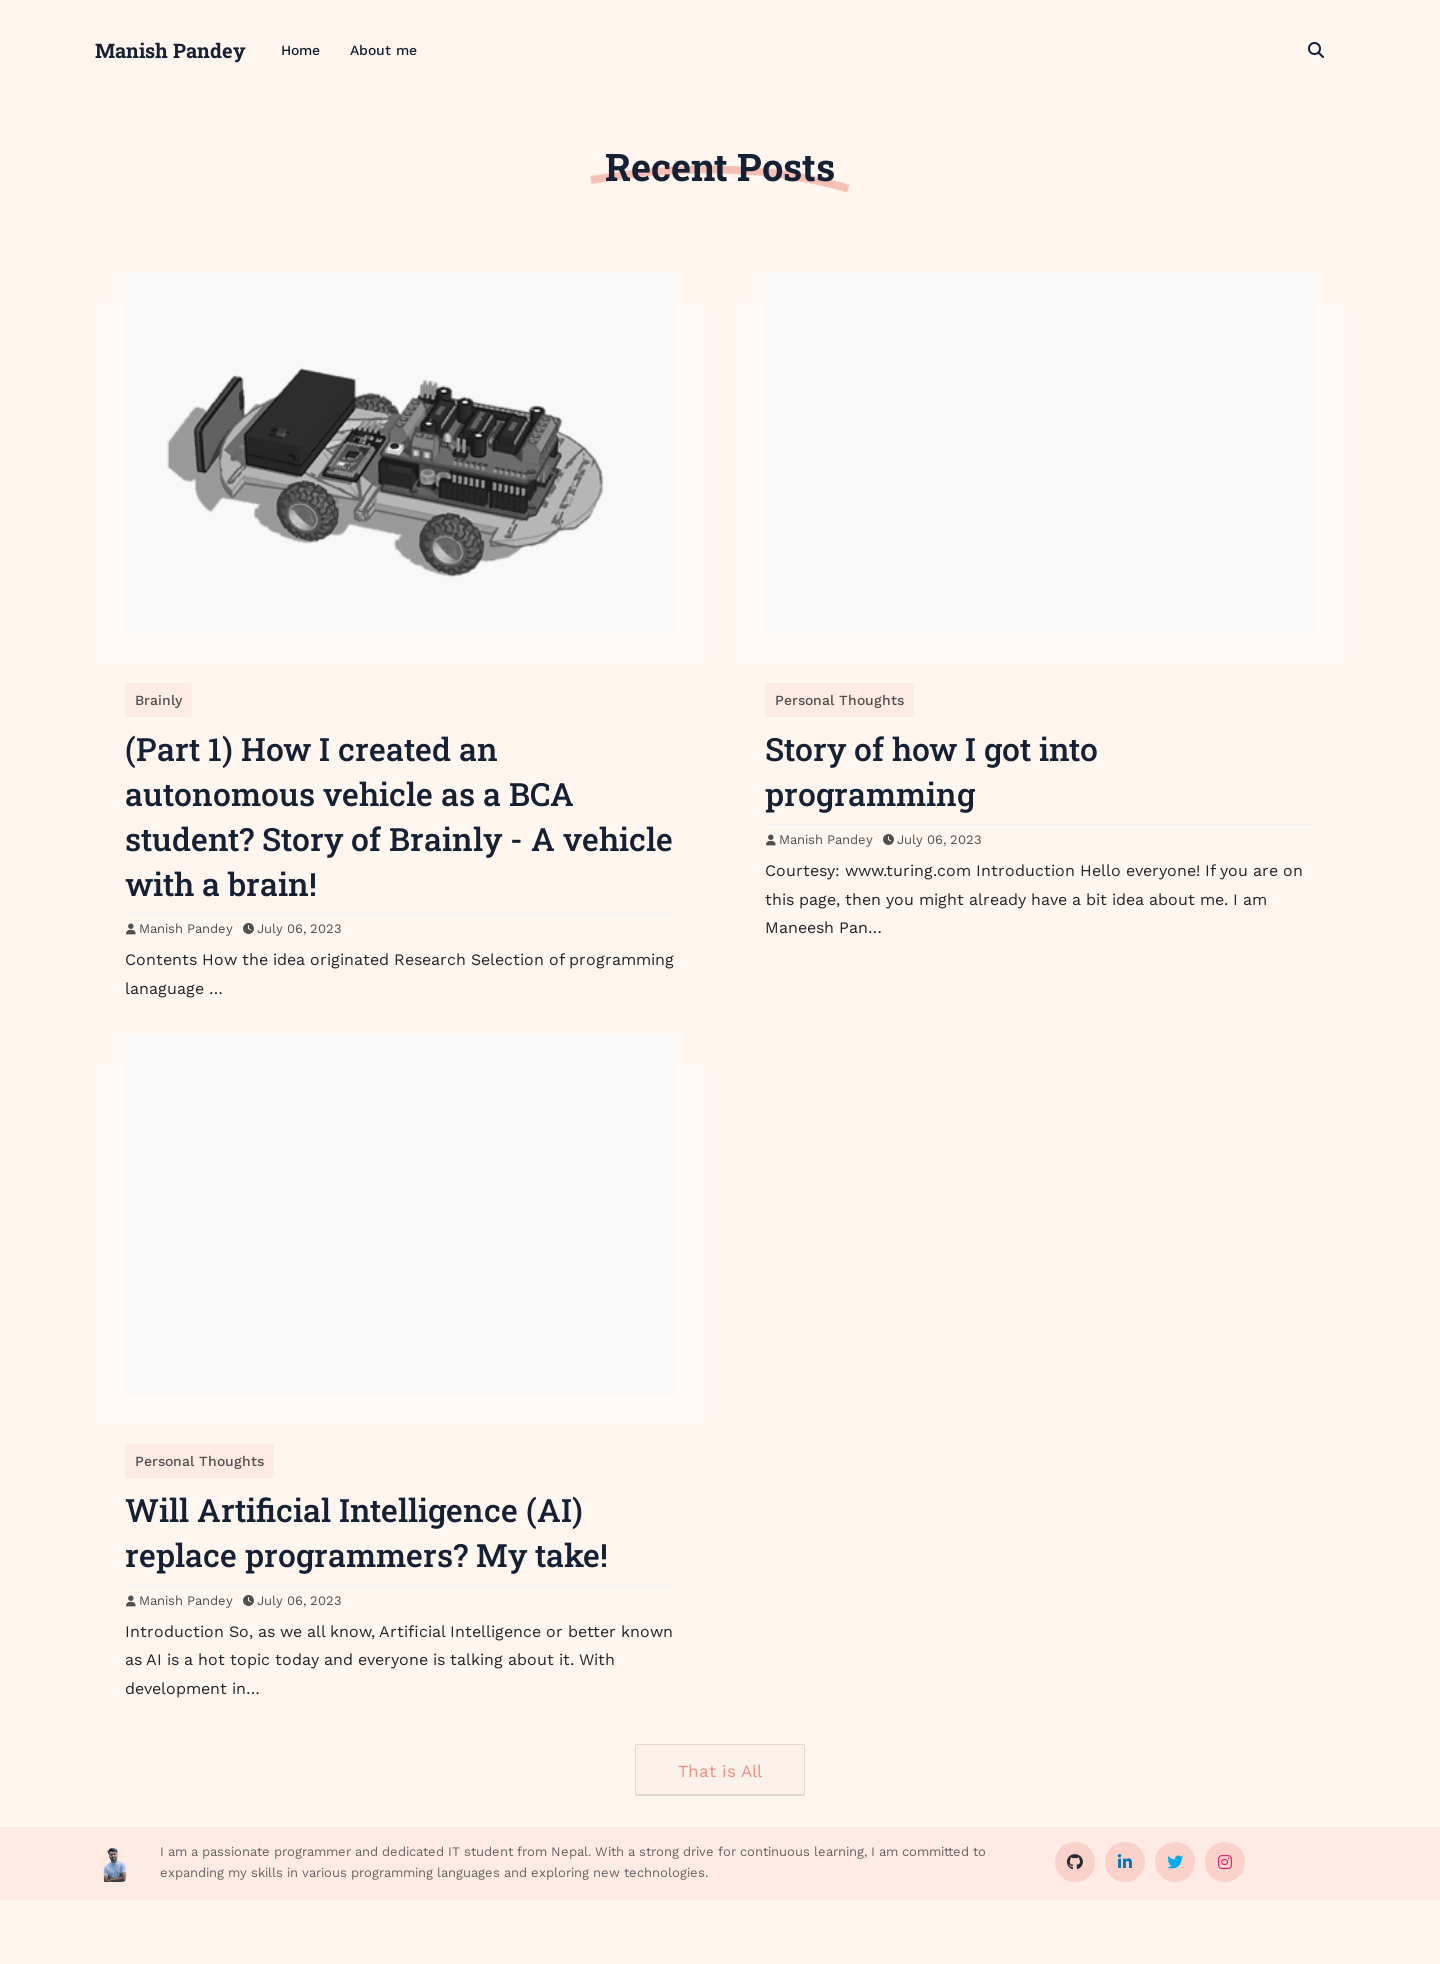 Manish Pandey
Home
About me
Recent Posts
Brainly
(Part 1) How I created an
autonomous vehicle as a BCA
student? Story of Brainly - A vehicle
with a brain!
Manish Pandey July 06, 2023
Contents How the idea originated Research Selection of programming
lanaguage ...
Personal Thoughts
Story of how I got into
programming
Manish Pandey July 06, 2023
Courtesy: www.turing.com Introduction Hello everyone! If you are on
this page, then you might already have a bit idea about me. I am
Maneesh Pan...
Personal Thoughts
Will Artificial Intelligence (AI)
replace programmers? My take!
Manish Pandey July 06, 2023
Introduction So, as we all know, Artificial Intelligence or better known
as AI is a hot topic today and everyone is talking about it. With
development in...
That is All
I am a passionate programmer and dedicated IT student from Nepal. With a strong drive for continuous learning, I am committed to
expanding my skills in various programming languages and exploring new technologies.